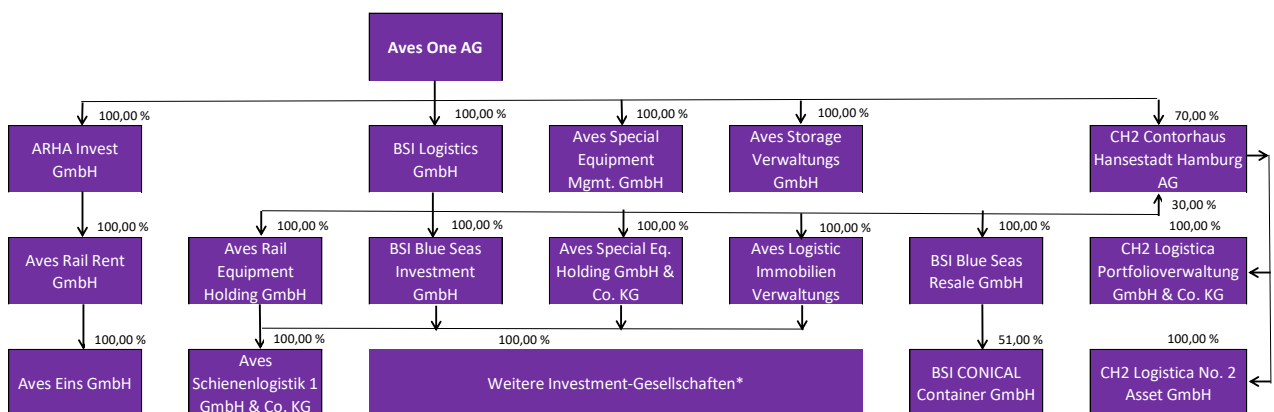 Aves One AG
100,00 %
100,00 %
100,00 %
100,00 %
70,00 %
ARHA Invest
GmbH
BSI Logistics
GmbH
Aves Special
Equipment
Mgmt. GmbH
Aves Storage
Verwaltungs
GmbH
CH2 Contorhaus
Hansestadt Hamburg
AG
30,00 %
100,00 %
100,00 %
100,00 %
100,00 %
100,00 %
100,00 %
100,00 %
Aves Rail Rent
GmbH
Aves Rail
Equipment
Holding GmbH
BSI Blue Seas
Investment
GmbH
Aves Special Eq.
Holding GmbH &
Co. KG
Aves Logistic
Immobilien
Verwaltungs
BSI Blue Seas
Resale GmbH
CH2 Logistica
Portfolioverwaltung
GmbH & Co. KG
100,00 %
100,00 %
100,00 %
51,00 %
100,00 %
Aves Eins GmbH
Aves
Schienenlogistik 1
GmbH & Co. KG
Weitere Investment-Gesellschaften*
BSI CONICAL
Container GmbH
CH2 Logistica No. 2
Asset GmbH